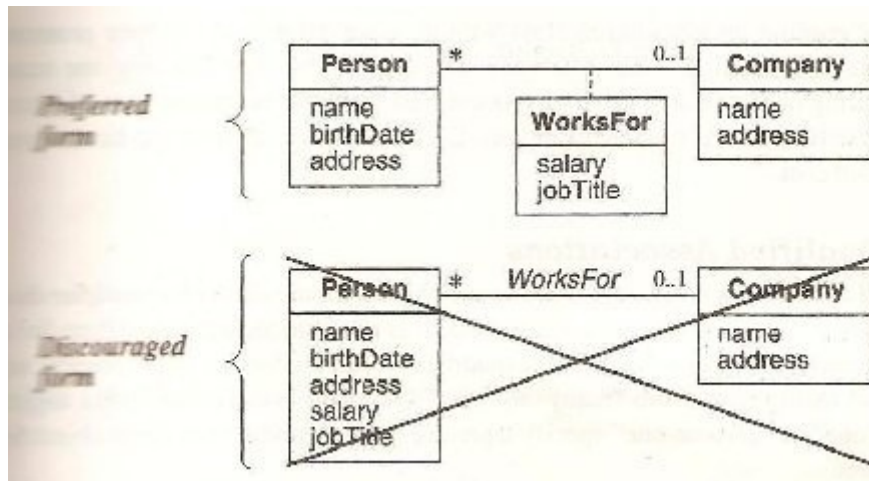 Person * 0..1 Company
Preferred form
name
birthDate
address
WorksFor
salary
jobTitle
name
address
Person * WorksFor 0..1 Company
Discouraged form
name
birthDate
address
salary
jobTitle
name
address